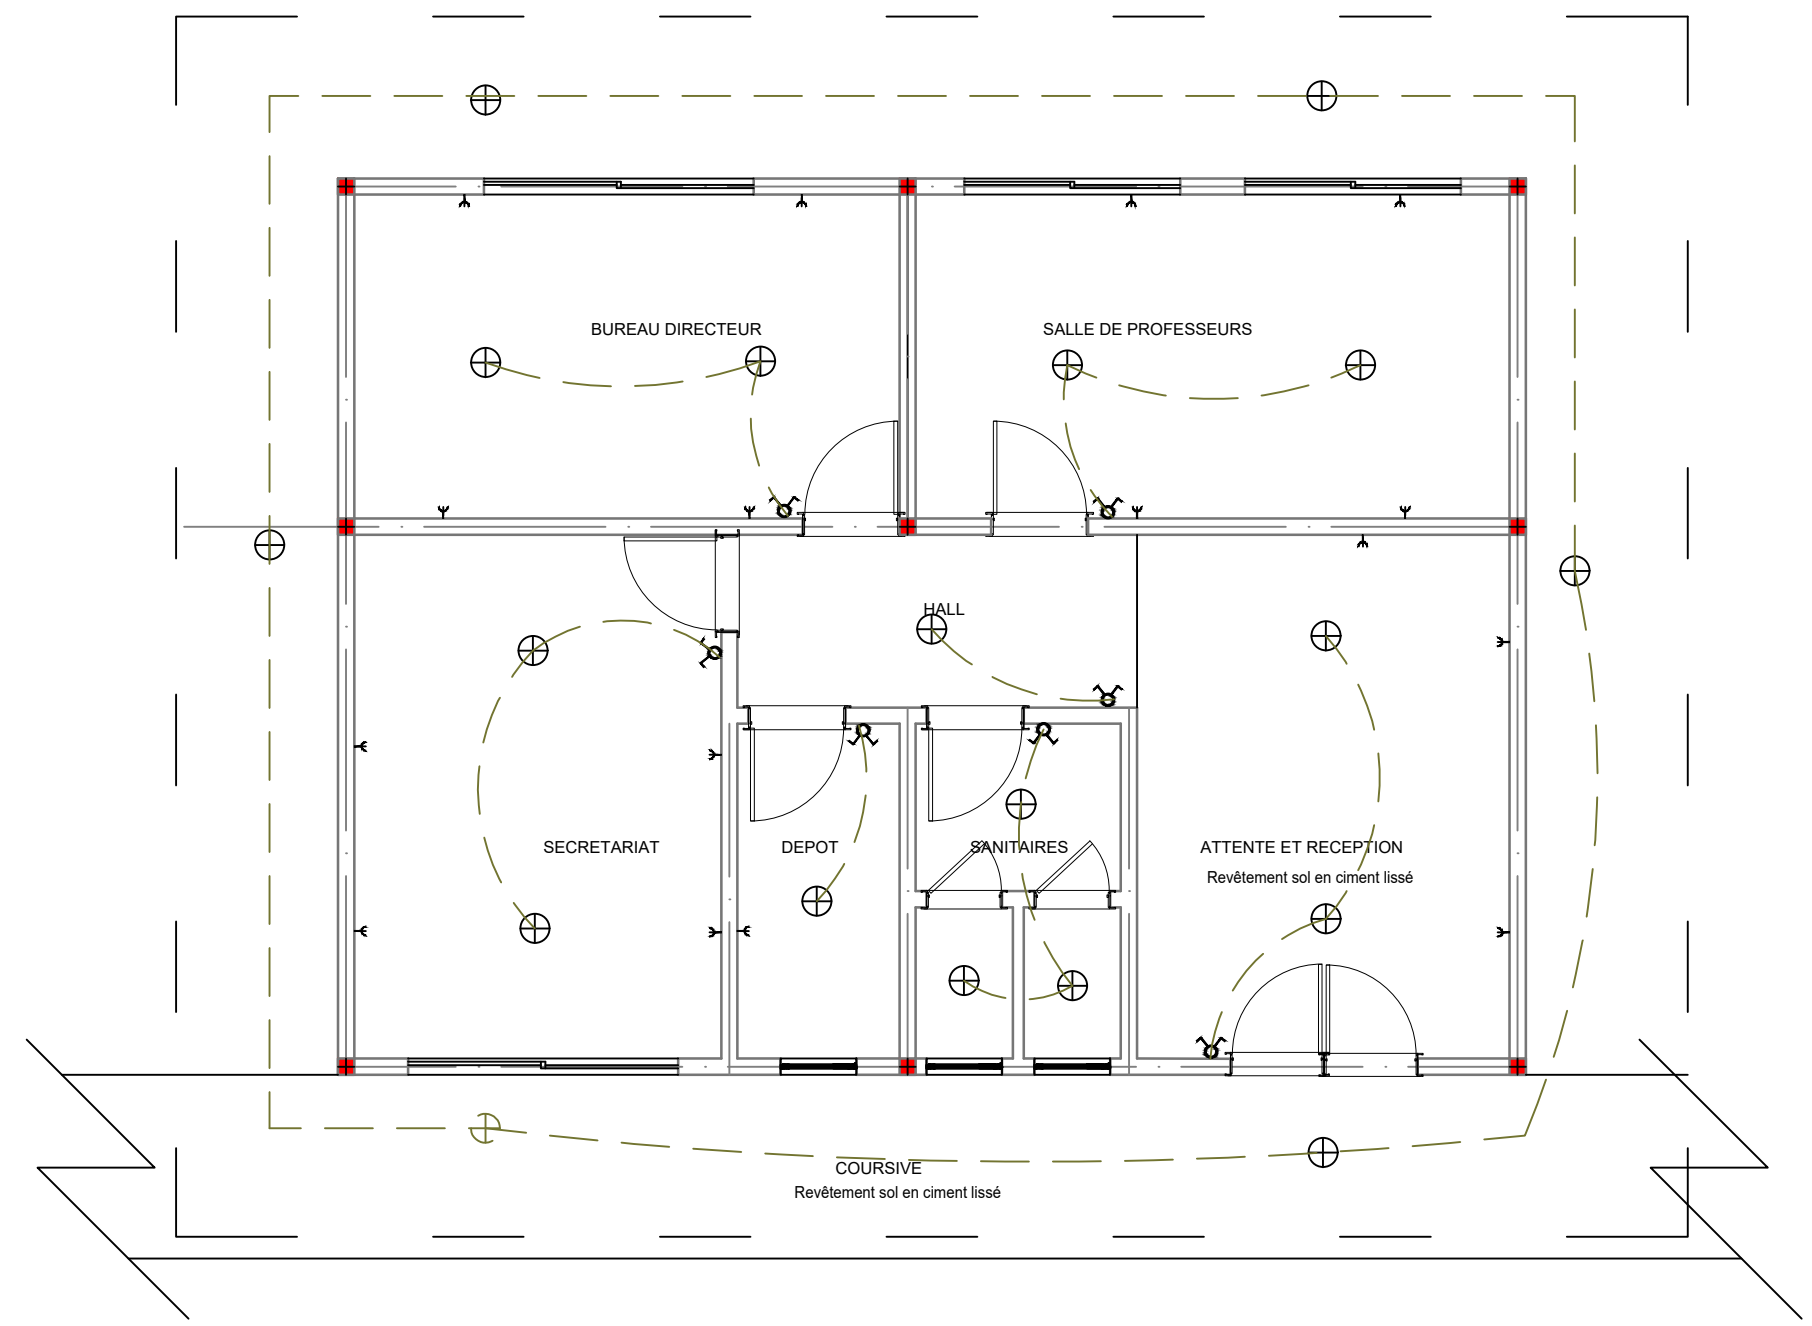 BUREAU DIRECTEUR
SALLE DE PROFESSEURS
HALL
SECRETARIAT
DEPOT
SANITAIRES
ATTENTE ET RECEPTION
Revêtement sol en ciment lissé
COURSIVE
Revêtement sol en ciment lissé